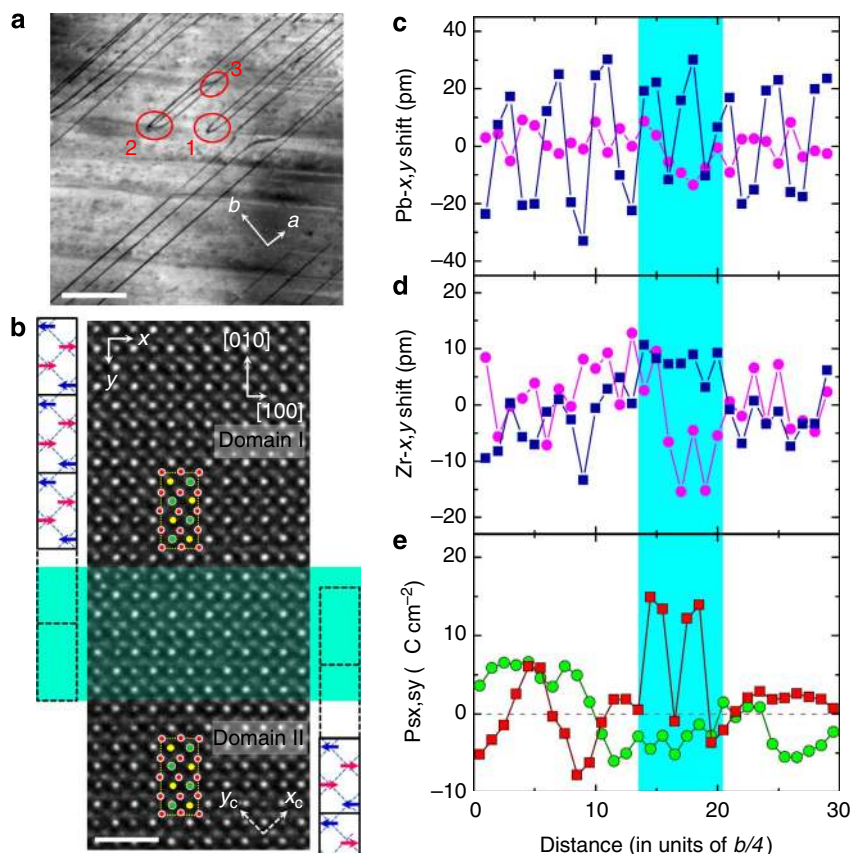 a
3
2
1
b
a
b
x
y
[010]
[100]
Domain I
Domain II
y_c
x_c
c
Pb-x,y shift (pm)
40
20
0
−20
−40
d
Zr-x,y shift (pm)
20
10
0
−10
−20
e
Psx,sy ( C cm−2)
20
10
0
−10
0
10
20
30
Distance (in units of b/4)